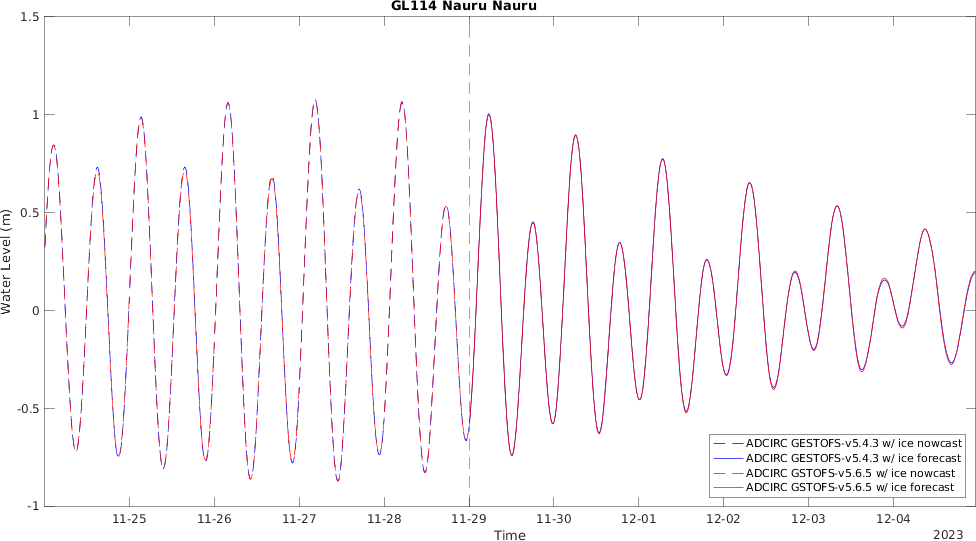 GL114 Nauru Nauru
1.5
1
0.5
0
-0.5
-1
Water Level (m)
11-25 11-26 11-27 11-28 11-29 11-30 12-01 12-02 12-03 12-04
Time
2023
ADCIRC GESTOFS-v5.4.3 w/ ice nowcast
ADCIRC GESTOFS-v5.4.3 w/ ice forecast
ADCIRC GSTOFS-v5.6.5 w/ ice nowcast
ADCIRC GSTOFS-v5.6.5 w/ ice forecast